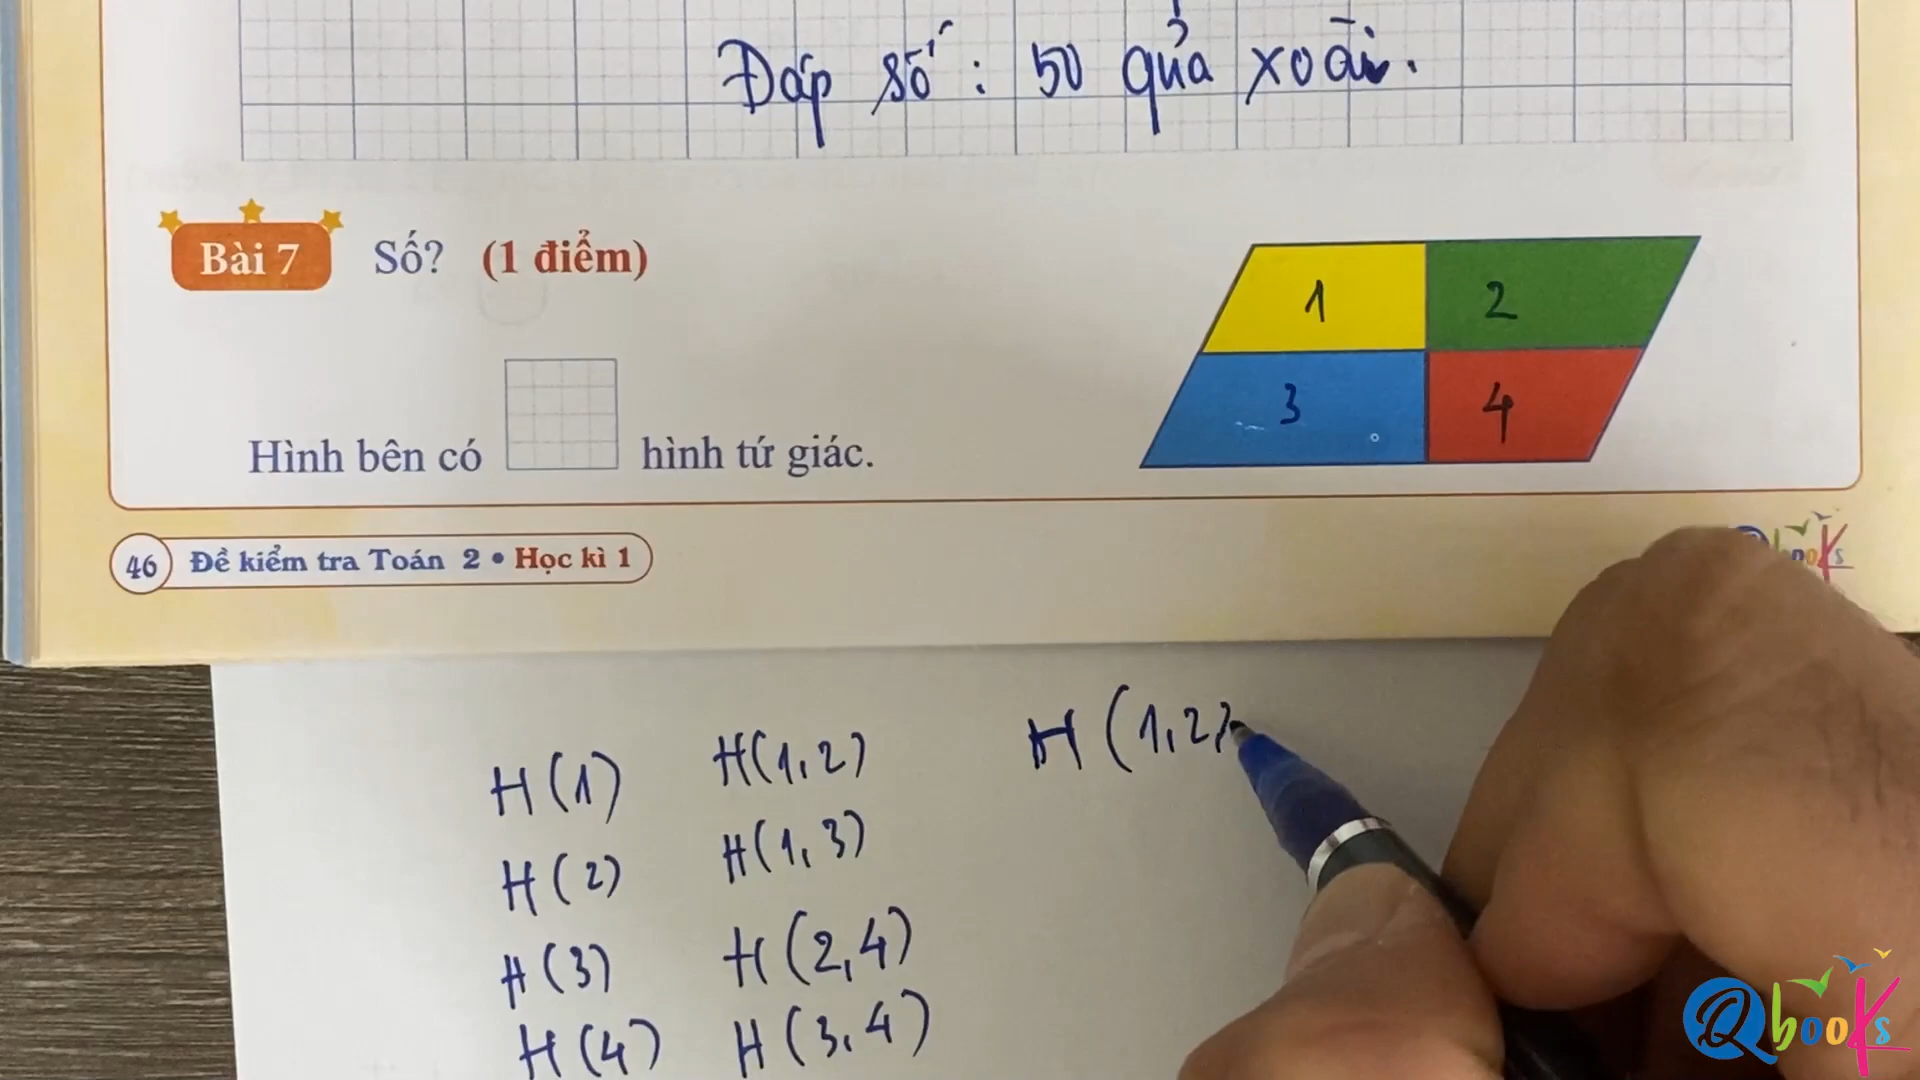 Đáp số : 50 quả xoài.
Bài 7 Số? (1 điểm)
1 2
3 4
Hình bên có hình tứ giác.
46 Đề kiểm tra Toán 2 • Học kì 1
H(1) H(1,2) H(1,2,
H(2) H(1,3)
H(3) H(2,4)
H(4) H(3,4)
Qbooks